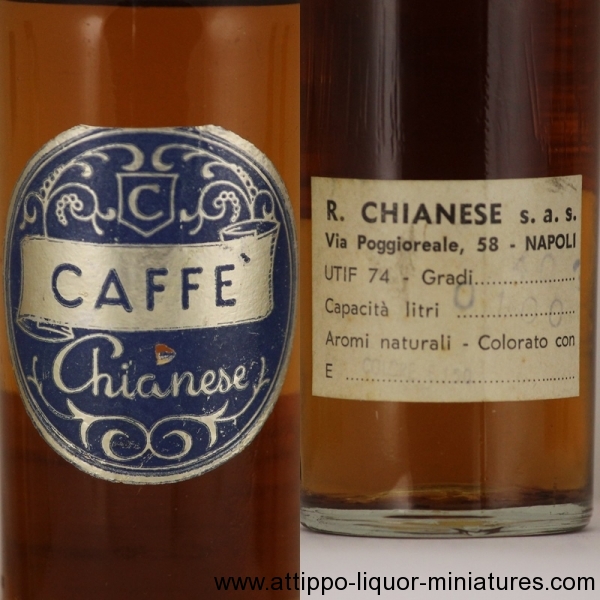 C
CAFFE`
Chianese
R. CHIANESE s. a. s.
Via Poggioreale, 58 - NAPOLI
UTIF 74 - Gradi....................
Capacità litri ........................
Aromi naturali - Colorato con
E ................................................
www.attippo-liquor-miniatures.com